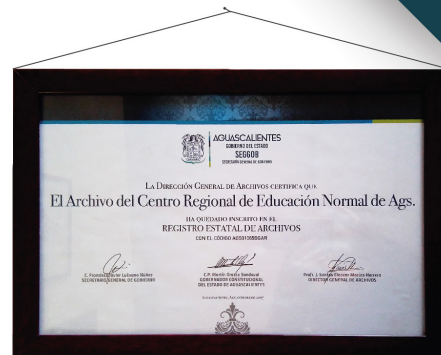 AGUASCALIENTES
GOBIERNO DEL ESTADO
SEGGOB
SECRETARÍA GENERAL DE GOBIERNO
LA DIRECCIÓN GENERAL DE ARCHIVOS CERTIFICA QUE
El Archivo del Centro Regional de Educación Normal de Ags.
HA QUEDADO INSCRITO EN EL
REGISTRO ESTATAL DE ARCHIVOS
CON EL CÓDIGO
C.
SECRETARIO GENERAL DE GOBIERNO
C.P. Martín Orozco Sandoval
GOBERNADOR CONSTITUCIONAL
DEL ESTADO DE AGUASCALIENTES
Profr. J.
DIRECTOR GENERAL DE ARCHIVOS